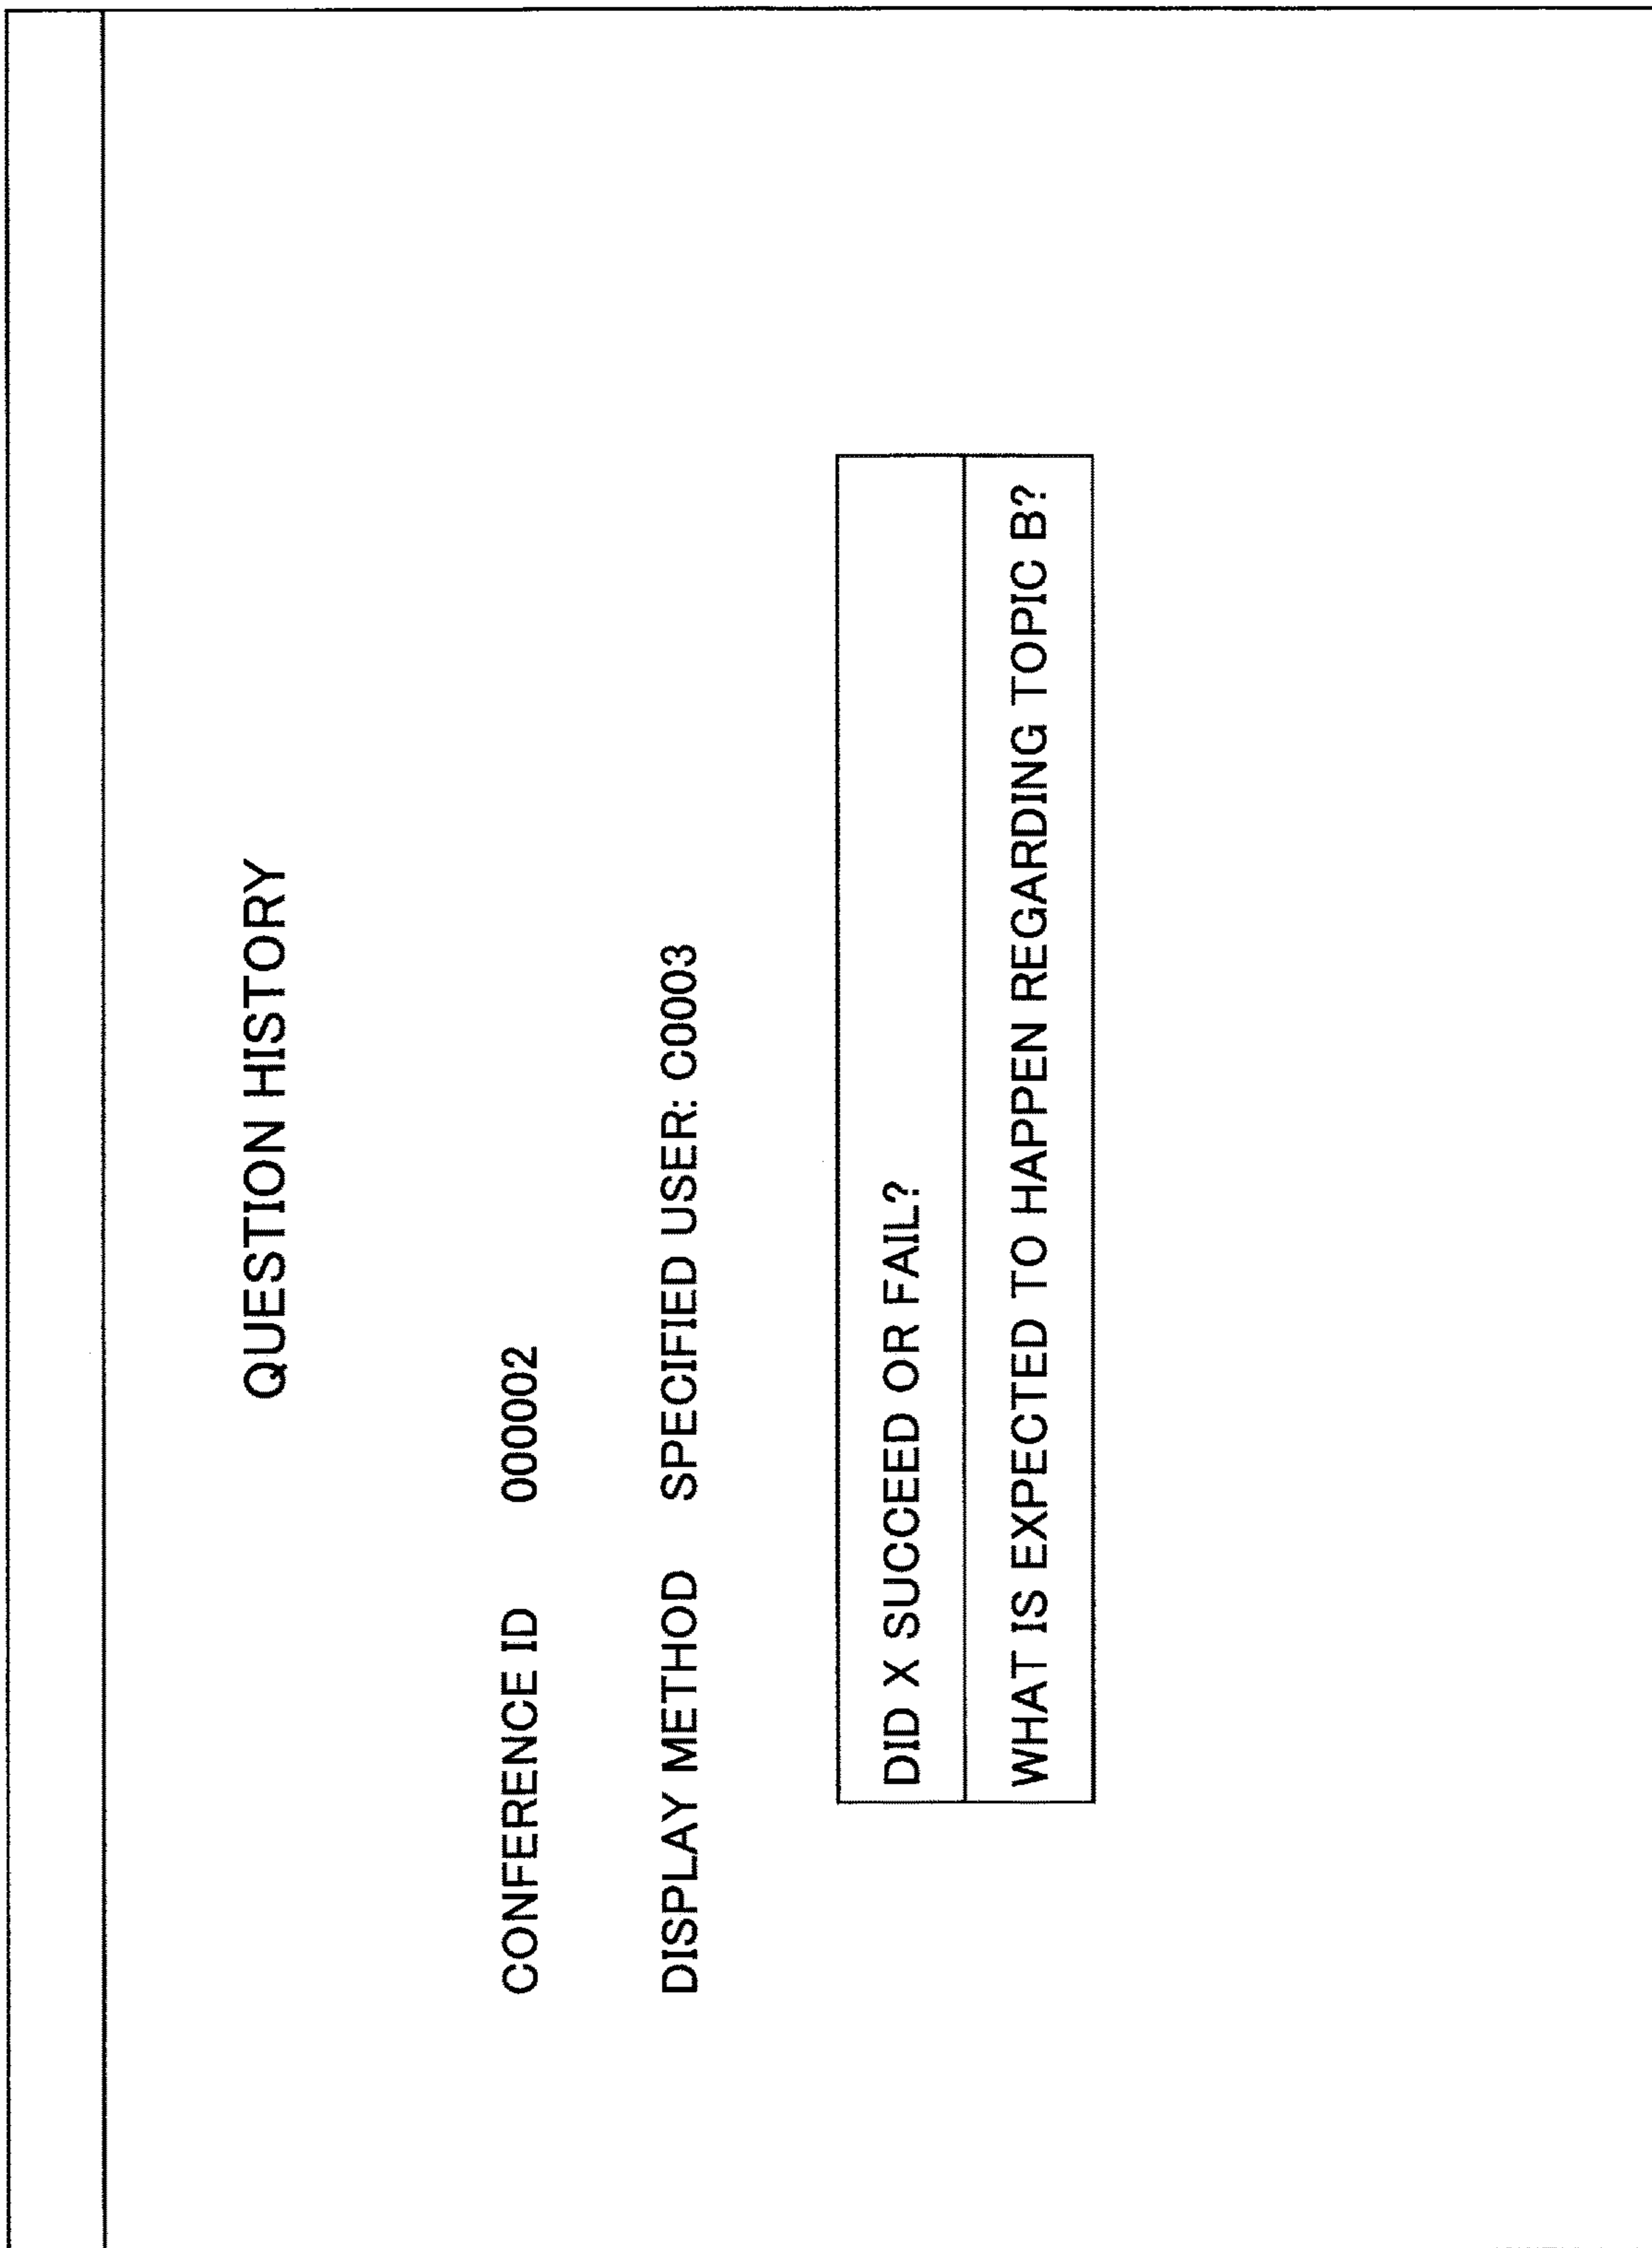 QUESTION HISTORY
CONFERENCE ID 000002
DISPLAY METHOD SPECIFIED USER: C0003
DID X SUCCEED OR FAIL?
WHAT IS EXPECTED TO HAPPEN REGARDING TOPIC B?